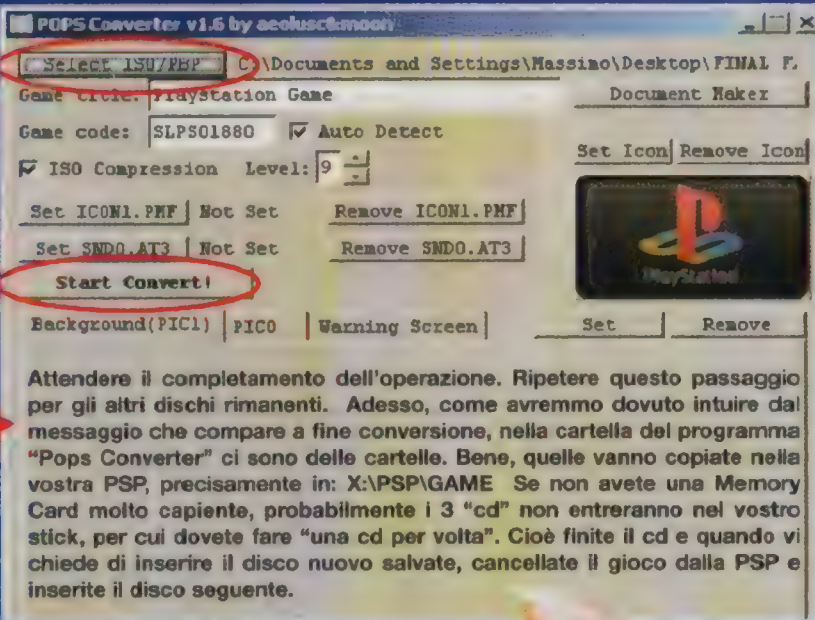 POPS Converter v1.6 by aeolusc&moon
Select ISO/PBP C:\Documents and Settings\Massimo\Desktop\FINAL F.
Game title: Playstation Game
Document Maker
Game code: SLPS01880 Auto Detect
Set Icon Remove Icon
ISO Compression Level: 9
Set ICON1.PMF Not Set Remove ICON1.PMF
Set SND0.AT3 Not Set Remove SND0.AT3
PlayStation
Start Convert!
Background(PIC1) PIC0 Warning Screen Set Remove
Attendere il completamento dell'operazione. Ripetere questo passaggio
per gli altri dischi rimanenti. Adesso, come avremmo dovuto intuire dal
messaggio che compare a fine conversione, nella cartella del programma
“Pops Converter” ci sono delle cartelle. Bene, quelle vanno copiate nella
vostra PSP, precisamente in: X:\PSP\GAME Se non avete una Memory
Card molto capiente, probabilmente i 3 “cd” non entreranno nel vostro
stick, per cui dovete fare “una cd per volta”. Cioè finite il cd e quando vi
chiede di inserire il disco nuovo salvate, cancellate il gioco dalla PSP e
inserite il disco seguente.